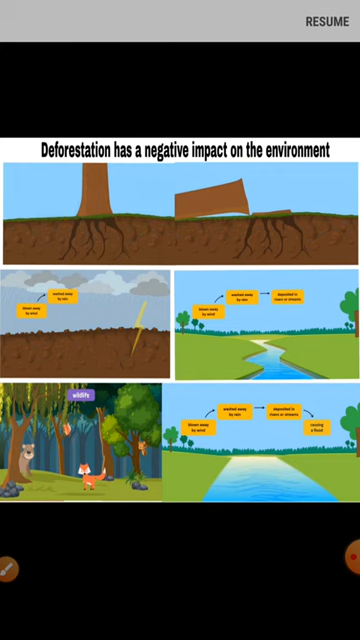 RESUME
Deforestation has a negative impact on the environment
blown away
by wind
washed away
by rain
blown away
by wind
washed away
by rain
deposited in
rivers or streams
wildlife
blown away
by wind
washed away
by rain
deposited in
rivers or streams
causing
a flood